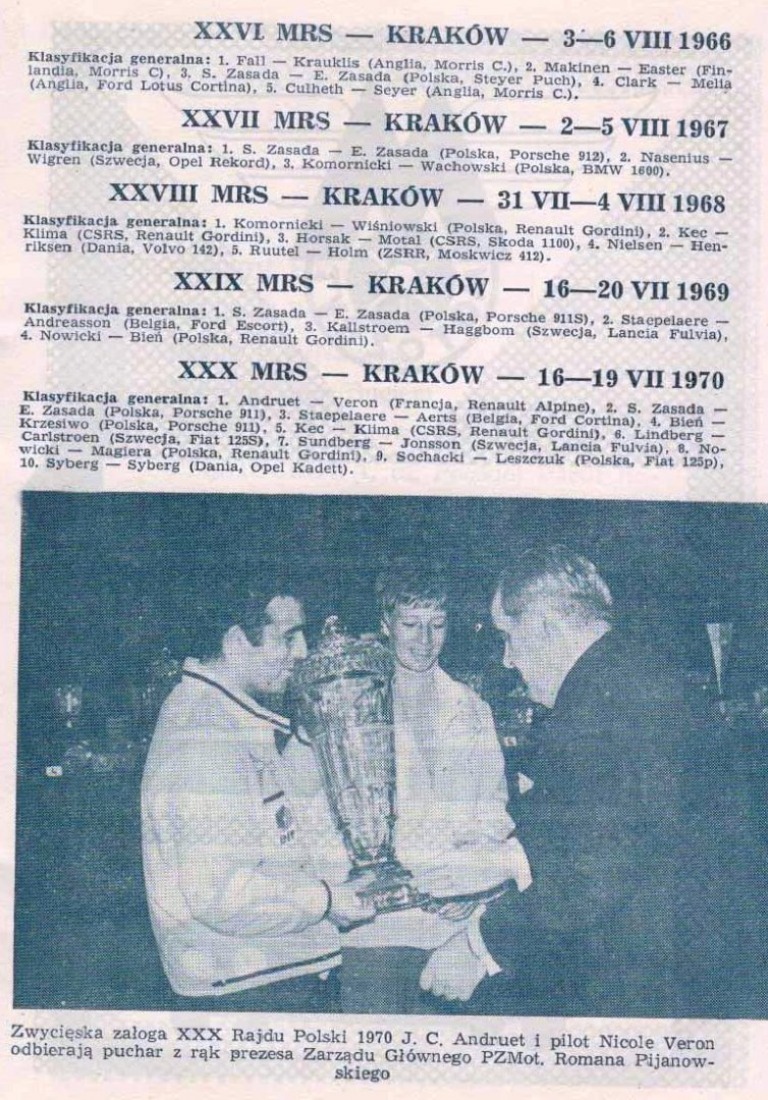 XXVI MRS — KRAKÓW — 3—6 VIII 1966
Klasyfikacja generalna: 1. Fall — Krauklis (Anglia, Morris C.), 2. Makinen — Easter (Fin-
landia, Morris C), 3. S. Zasada — E. Zasada (Polska, Steyer Puch), 4. Clark — Melia
(Anglia, Ford Lotus Cortina), 5. Culheth — Seyer (Anglia, Morris C.).
XXVII MRS — KRAKÓW — 2—5 VIII 1967
Klasyfikacja generalna: 1. S. Zasada — E. Zasada (Polska, Porsche 912), 2. Nasenius —
Wigren (Szwecja, Opel Rekord), 3. Komornicki — Wachowski (Polska, BMW 1600).
XXVIII MRS — KRAKÓW — 31 VII—4 VIII 1968
Klasyfikacja generalna: 1. Komornicki — Wiśniowski (Polska, Renault Gordini), 2. Kec —
Klima (CSRS, Renault Gordini), 3. Horsak — Motal (CSRS, Skoda 1100), 4. Nielsen — Hen-
riksen (Dania, Volvo 142), 5. Ruutel — Holm (ZSRR, Moskwicz 412).
XXIX MRS — KRAKÓW — 16—20 VII 1969
Klasyfikacja generalna: 1. S. Zasada — E. Zasada (Polska, Porsche 911S), 2. Staepelaere —
Andreasson (Belgia, Ford Escort), 3. Kallstroem — Haggbom (Szwecja, Lancia Fulvia),
4. Nowicki — Bień (Polska, Renault Gordini).
XXX MRS — KRAKÓW — 16—19 VII 1970
Klasyfikacja generalna: 1. Andruet — Veron (Francja, Renault Alpine), 2. S. Zasada —
E. Zasada (Polska, Porsche 911), 3. Staepelaere — Aerts (Belgia, Ford Cortina), 4. Bień —
Krzesiwo (Polska, Porsche 911), 5. Kec — Klima (CSRS, Renault Gordini), 6. Lindberg —
Carlstroen (Szwecja, Fiat 125S), 7. Sundberg — Jonsson (Szwecja, Lancia Fulvia), 8. No-
wicki — Magiera (Polska, Renault Gordini), 9. Sochacki — Leszczuk (Polska, Fiat 125p),
10. Syberg — Syberg (Dania, Opel Kadett).
Zwycięska załoga XXX Rajdu Polski 1970 J. C. Andruet i pilot Nicole Veron
odbierają puchar z rąk prezesa Zarządu Głównego PZMot. Romana Pijanow-
skiego